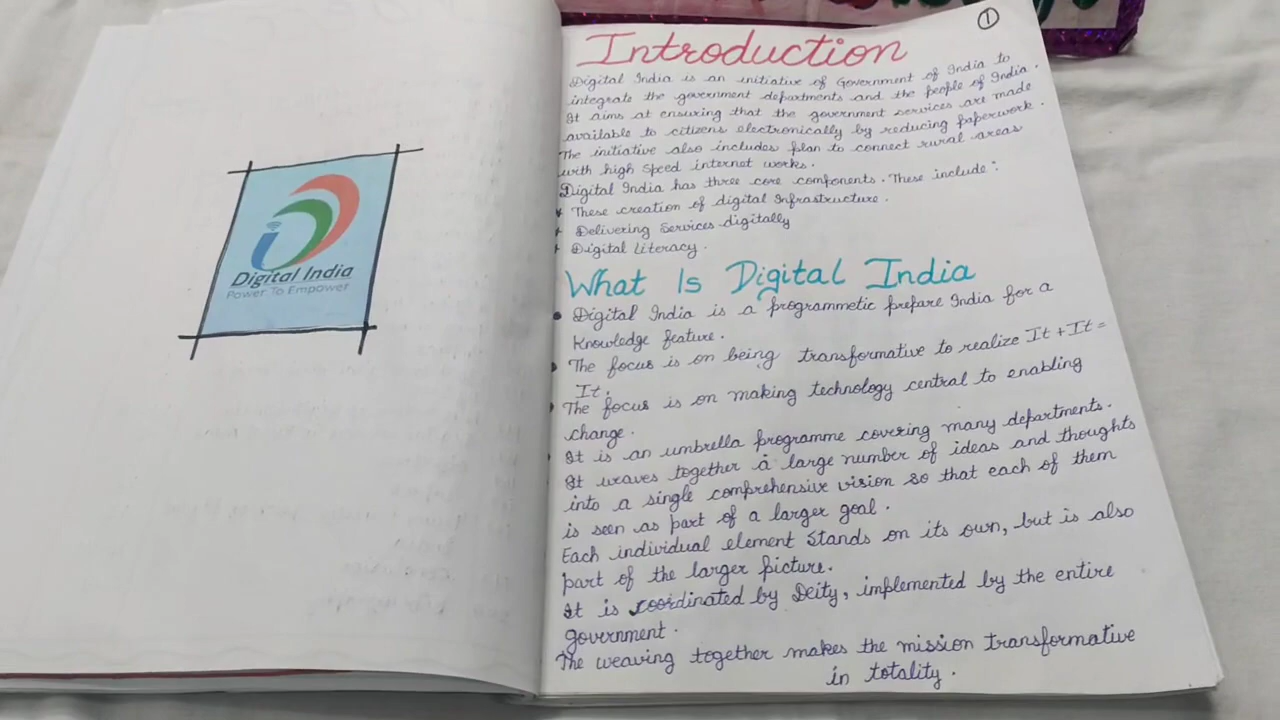 Digital India
Power To Empower
1
Introduction
Digital India is an initiative of Government of India to
integrate the government departments and the people of India.
It aims at ensuring that the government services are made
available to citizens electronically by reducing paperwork.
The initiative also includes plan to connect rural areas
with high speed internet works.
Digital India has three core components. These include:
* These creation of digital Infrastructure.
* Delivering Services digitally
* Digital Literacy.
What Is Digital India
• Digital India is a programmetic prefare India for a
Knowledge feature.
• The focus is on being transformative to realize It + It =
It.
• The focus is on making technology central to enabling
change.
• It is an umbrella programme covering many departments.
It weaves together a large number of ideas and thoughts
into a single comprehensive vision so that each of them
is seen as part of a larger goal.
Each individual element Stands on its own, but is also
part of the larger picture.
It is coordinated by Deity, implemented by the entire
government.
The weaving together makes the mission transformative
in totality.